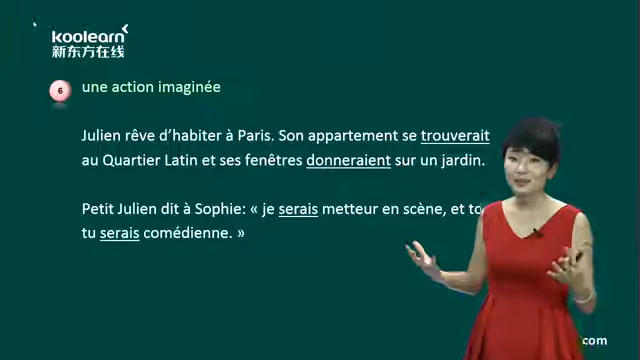 koolearn
新东方在线
6
une action imaginée
Julien rêve d’habiter à Paris. Son appartement se trouverait
au Quartier Latin et ses fenêtres donneraient sur un jardin.
Petit Julien dit à Sophie: « je serais metteur en scène, et
tu serais comédienne. »
com